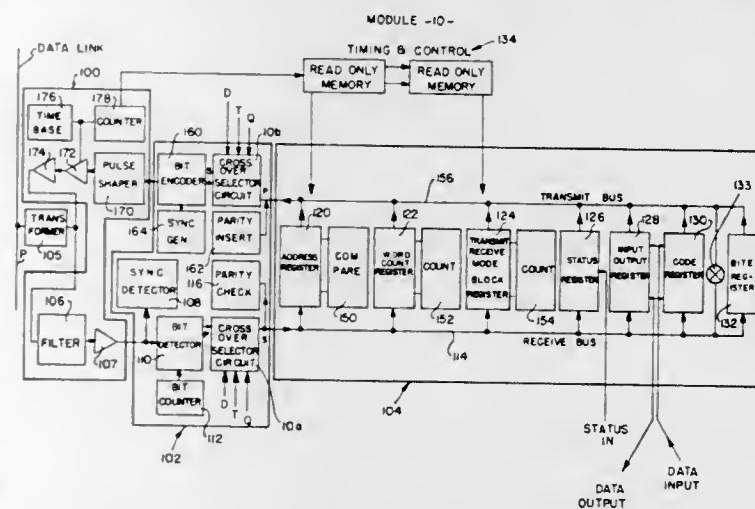 MODULE -10-
DATA LINK
TIMING & CONTROL
134
READ ONLY
MEMORY
READ ONLY
MEMORY
100
176
178
TIME
BASE
COUNTER
D
T
Q
160
10b
174
172
PULSE
SHAPER
170
BIT
ENCODER
S
CROSS
OVER
SELECTOR
CIRCUIT
P
156
TRANSMIT BUS
133
TRANS
FORMER
105
P
164
SYNC
GEN
PARITY
INSERT
162
120
122
124
126
128
130
ADDRESS
REGISTER
COM
PARE
150
WORD
COUNT
REGISTER
COUNT
152
TRANSMIT
RECEIVE
MODE
BLOCK
REGISTER
COUNT
154
STATUS
REGISTER
INPUT
OUTPUT
REGISTER
CODE
REGISTER
BITE
REG-
ISTER
132
SYNC
DETECTOR
108
116
PARITY
CHECK
106
FILTER
107
110
BIT
DETECTOR
P
CROSS
OVER
SELECTOR
CIRCUIT
S
114
RECEIVE BUS
BIT
COUNTER
112
D
T
Q
10a
102
104
STATUS
IN
DATA
OUTPUT
DATA
INPUT